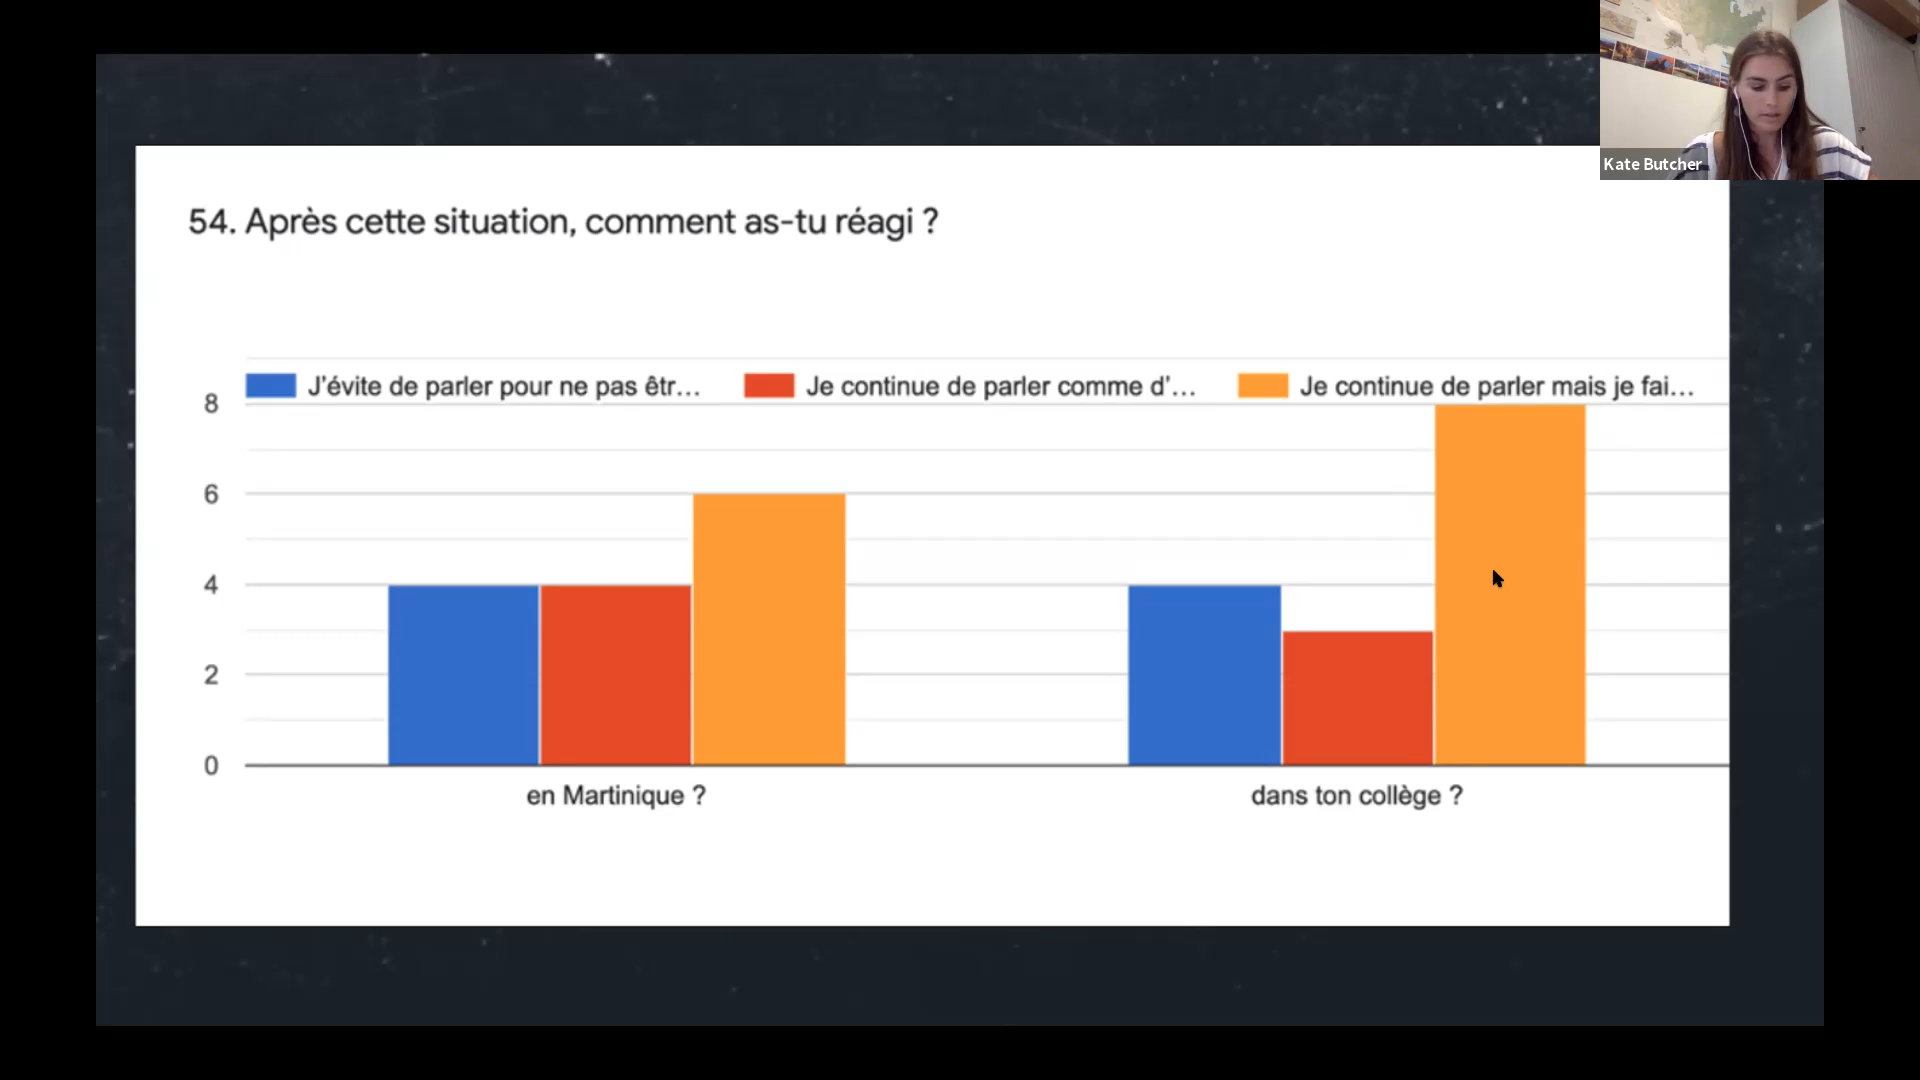 Kate Butcher
54. Après cette situation, comment as-tu réagi ?
J'évite de parler pour ne pas êtr... Je continue de parler comme d'... Je continue de parler mais je fai...
8
6
4
2
0
en Martinique ? dans ton collège ?